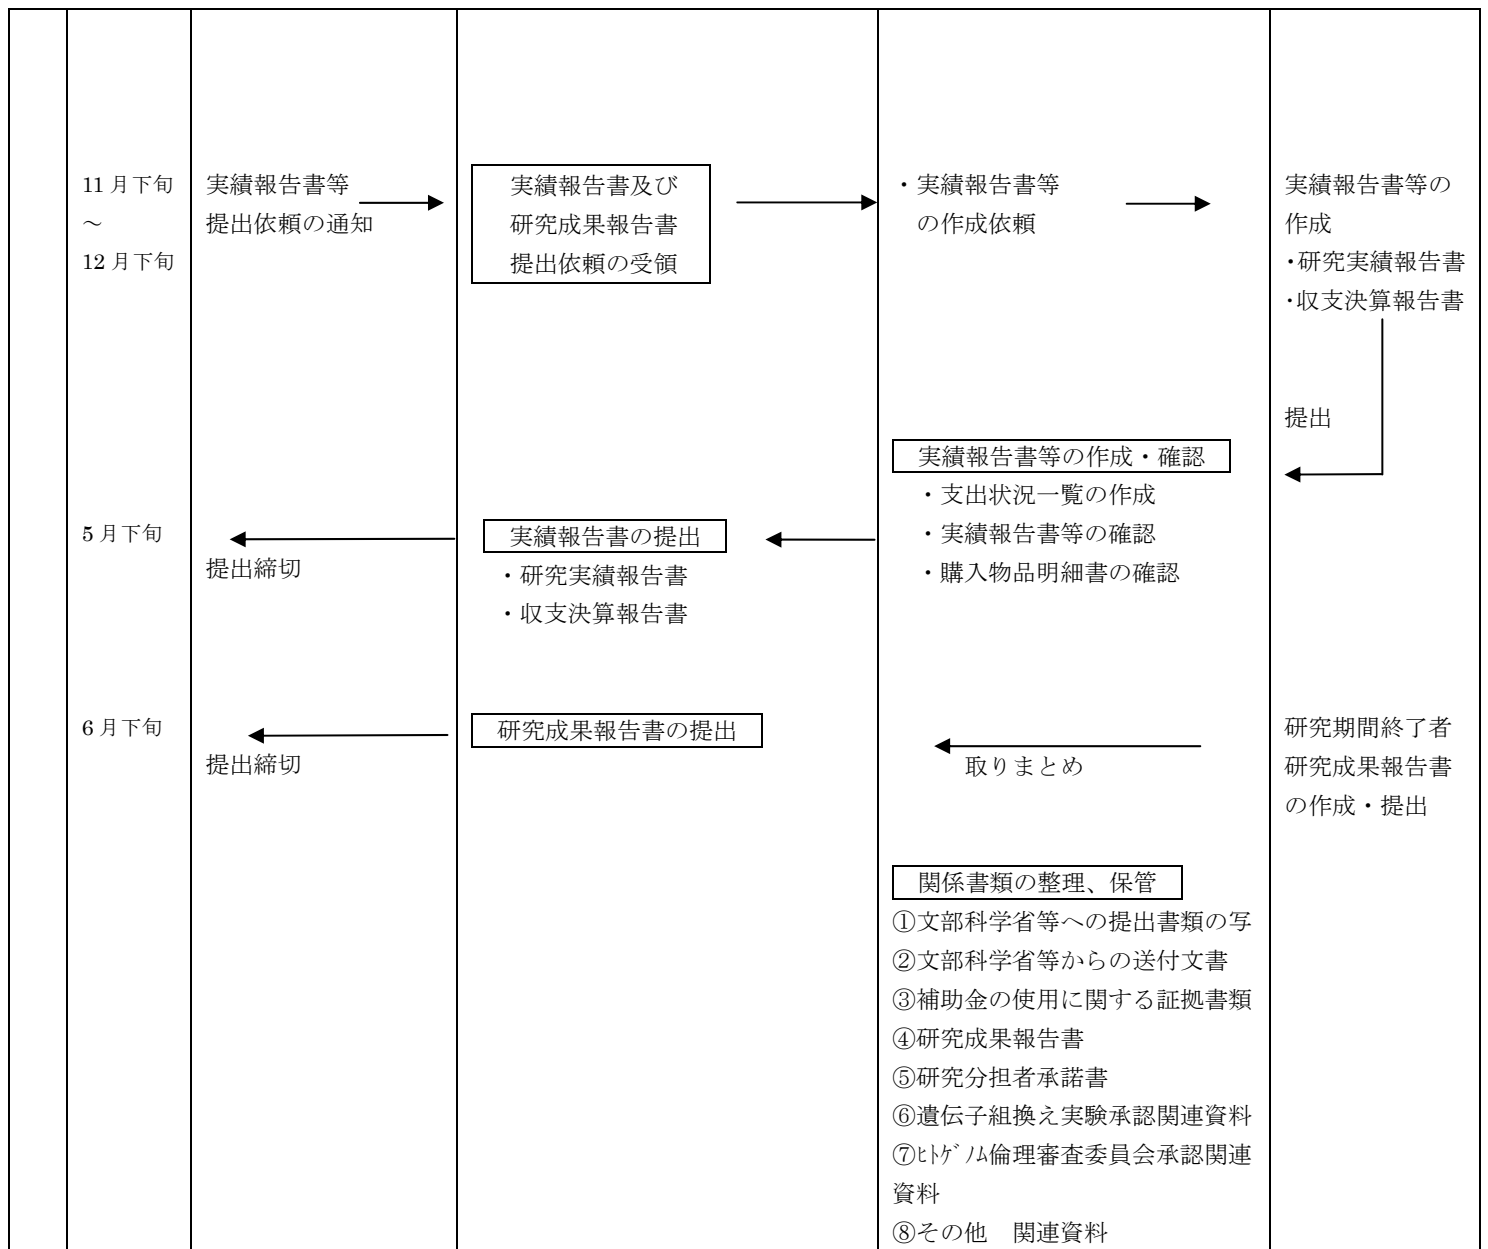 11月下旬
～
12月下旬
実績報告書等
提出依頼の通知
実績報告書及び
研究成果報告書
提出依頼の受領
・実績報告書等
の作成依頼
実績報告書等の
作成
・研究実績報告書
・収支決算報告書
提出
実績報告書等の作成・確認
・支出状況一覧の作成
・実績報告書等の確認
・購入物品明細書の確認
5月下旬
提出締切
実績報告書の提出
・研究実績報告書
・収支決算報告書
6月下旬
提出締切
研究成果報告書の提出
取りまとめ
研究期間終了者
研究成果報告書
の作成・提出
関係書類の整理、保管
①文部科学省等への提出書類の写
②文部科学省等からの送付文書
③補助金の使用に関する証拠書類
④研究成果報告書
⑤研究分担者承諾書
⑥遺伝子組換え実験承認関連資料
⑦ﾋﾄｹﾞﾉﾑ倫理審査委員会承認関連
資料
⑧その他　関連資料